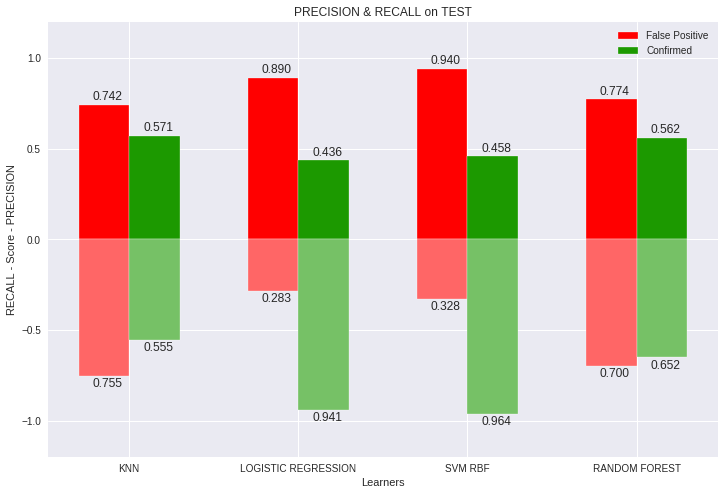 PRECISION & RECALL on TEST
False Positive
Confirmed
RECALL - Score - PRECISION
1.0
0.5
0.0
−0.5
−1.0
0.742
0.571
0.890
0.436
0.940
0.458
0.774
0.562
0.755
0.555
0.283
0.941
0.328
0.964
0.700
0.652
KNN
LOGISTIC REGRESSION
SVM RBF
RANDOM FOREST
Learners